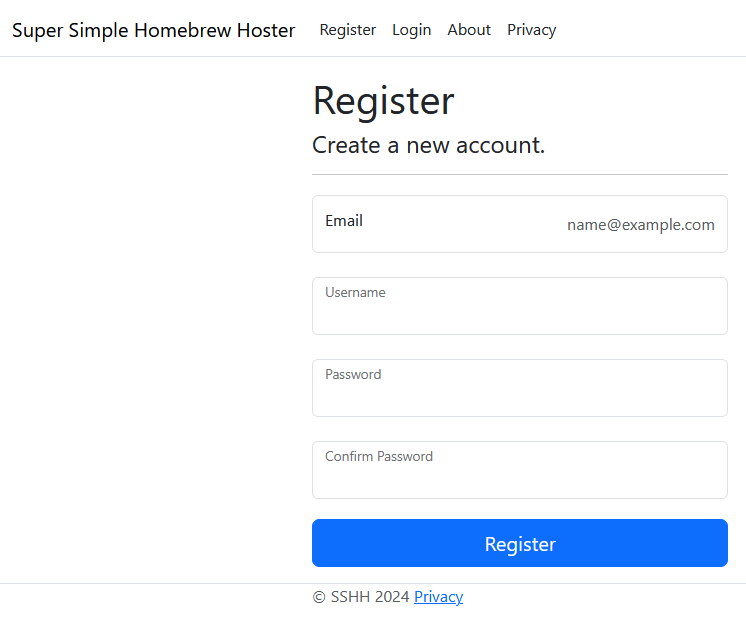 Super Simple Homebrew Hoster Register Login About Privacy
Register
Create a new account.
Email name@example.com
Username
Password
Confirm Password
Register
© SSHH 2024 Privacy